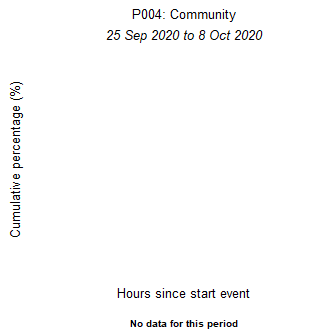 P004: Community
25 Sep 2020 to 8 Oct 2020
Cumulative percentage (%)
Hours since start event
No data for this period